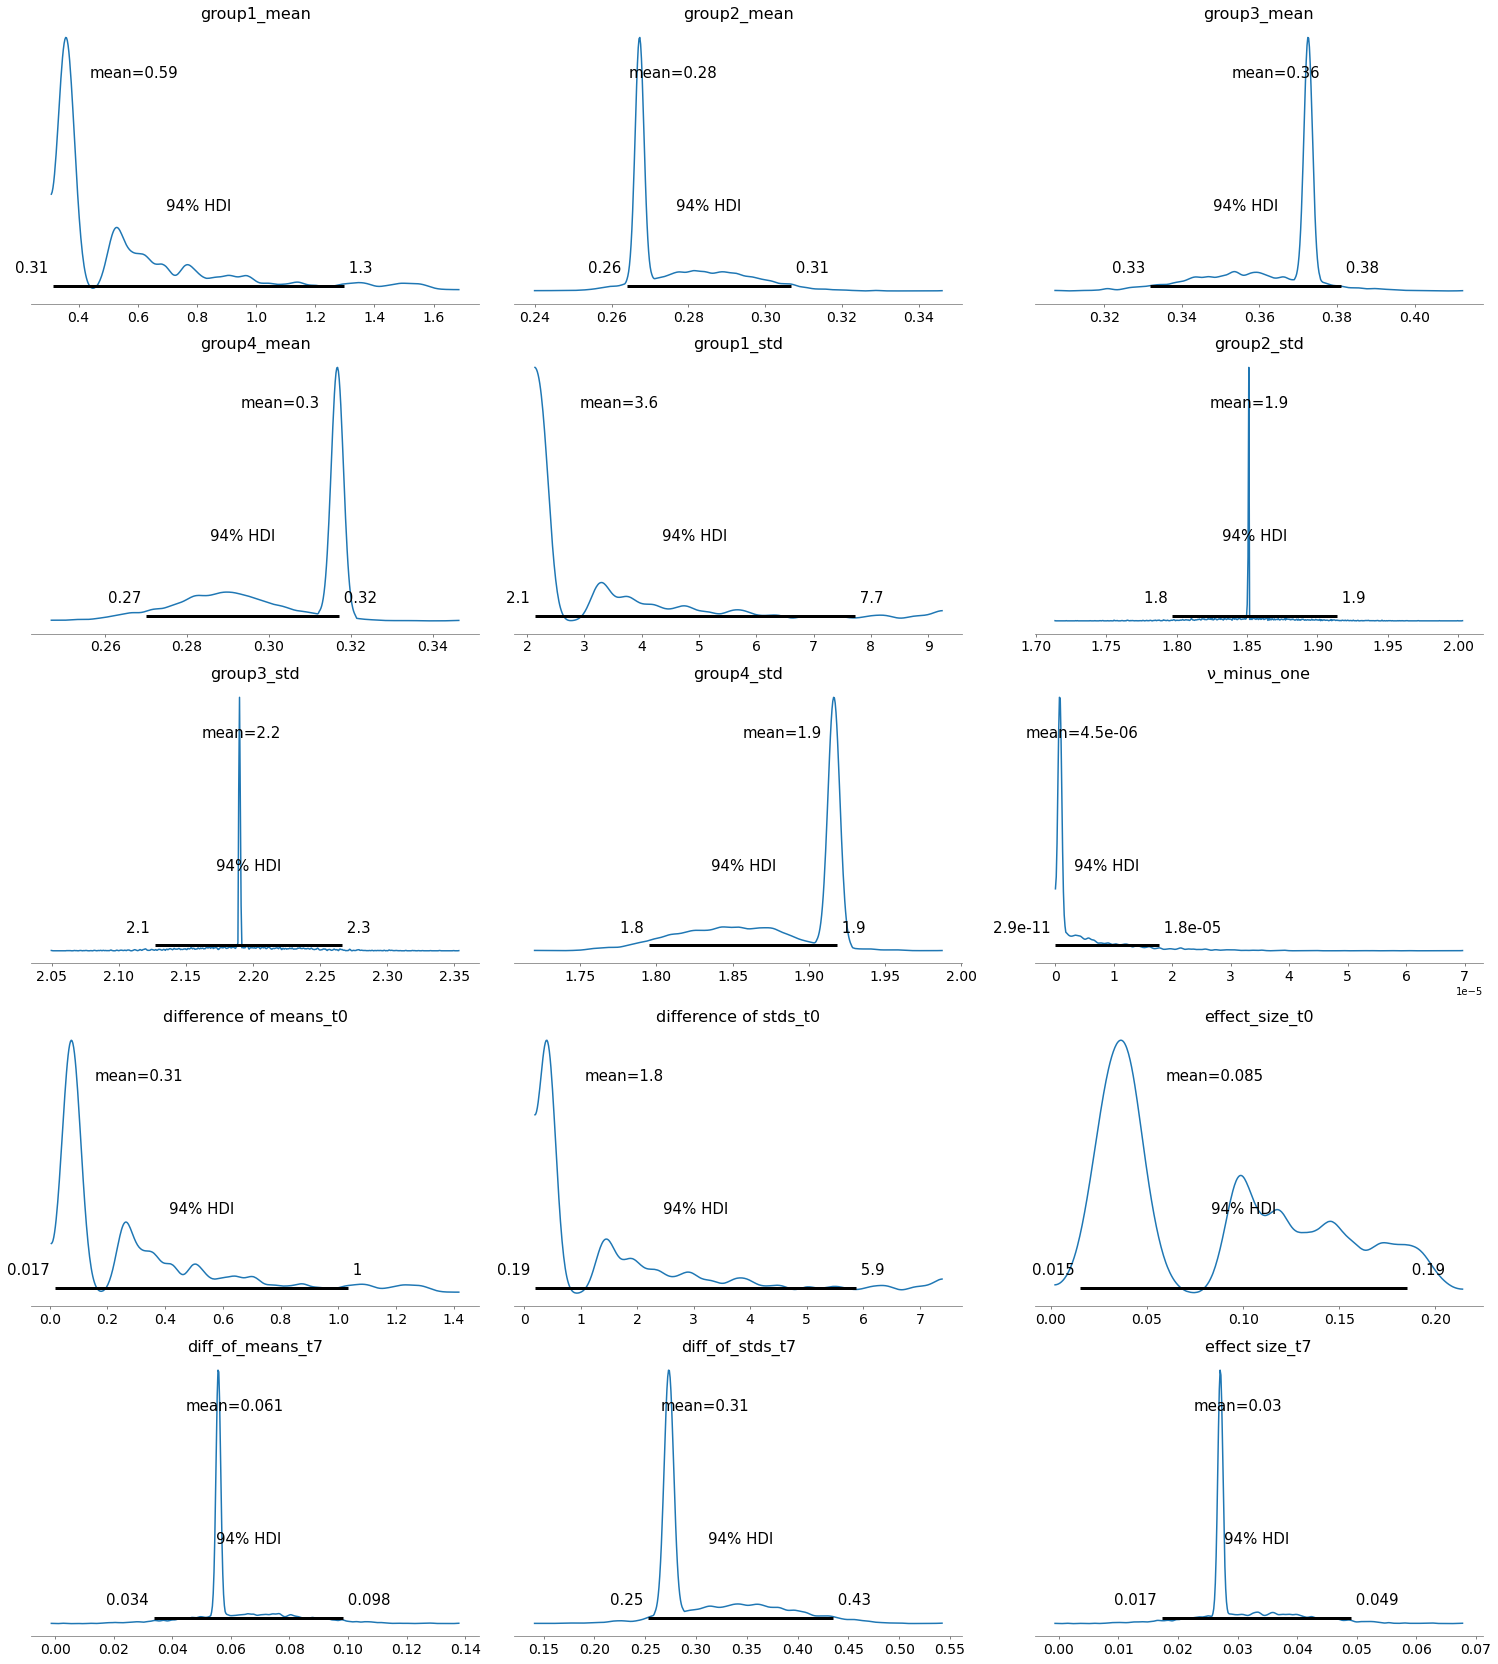 group1_mean group2_mean group3_mean
mean=0.59 mean=0.28 mean=0.36
94% HDI 94% HDI 94% HDI
0.31 1.3 0.26 0.31 0.33 0.38
0.4 0.6 0.8 1.0 1.2 1.4 1.6 0.24 0.26 0.28 0.30 0.32 0.34 0.32 0.34 0.36 0.38 0.40
group4_mean group1_std group2_std
mean=0.3 mean=3.6 mean=1.9
94% HDI 94% HDI 94% HDI
0.27 0.32 2.1 7.7 1.8 1.9
0.26 0.28 0.30 0.32 0.34 2 3 4 5 6 7 8 9 1.70 1.75 1.80 1.85 1.90 1.95 2.00
group3_std group4_std ν_minus_one
mean=2.2 mean=1.9 mean=4.5e-06
94% HDI 94% HDI 94% HDI
2.1 2.3 1.8 1.9 2.9e-11 1.8e-05
2.05 2.10 2.15 2.20 2.25 2.30 2.35 1.75 1.80 1.85 1.90 1.95 2.00 0 1 2 3 4 5 6 7
1e−5
difference of means_t0 difference of stds_t0 effect_size_t0
mean=0.31 mean=1.8 mean=0.085
94% HDI 94% HDI 94% HDI
0.017 1 0.19 5.9 0.015 0.19
0.0 0.2 0.4 0.6 0.8 1.0 1.2 1.4 0 1 2 3 4 5 6 7 0.00 0.05 0.10 0.15 0.20
diff_of_means_t7 diff_of_stds_t7 effect size_t7
mean=0.061 mean=0.31 mean=0.03
94% HDI 94% HDI 94% HDI
0.034 0.098 0.25 0.43 0.017 0.049
0.00 0.02 0.04 0.06 0.08 0.10 0.12 0.14 0.15 0.20 0.25 0.30 0.35 0.40 0.45 0.50 0.55 0.00 0.01 0.02 0.03 0.04 0.05 0.06 0.07